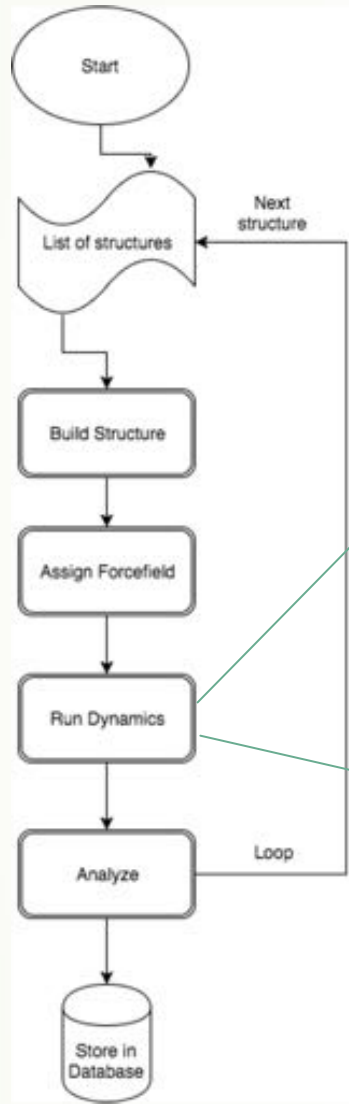 Start
Next
structure
List of structures
Build Structure
Assign Forcefield
Run Dynamics
Loop
Analyze
Store in
Database